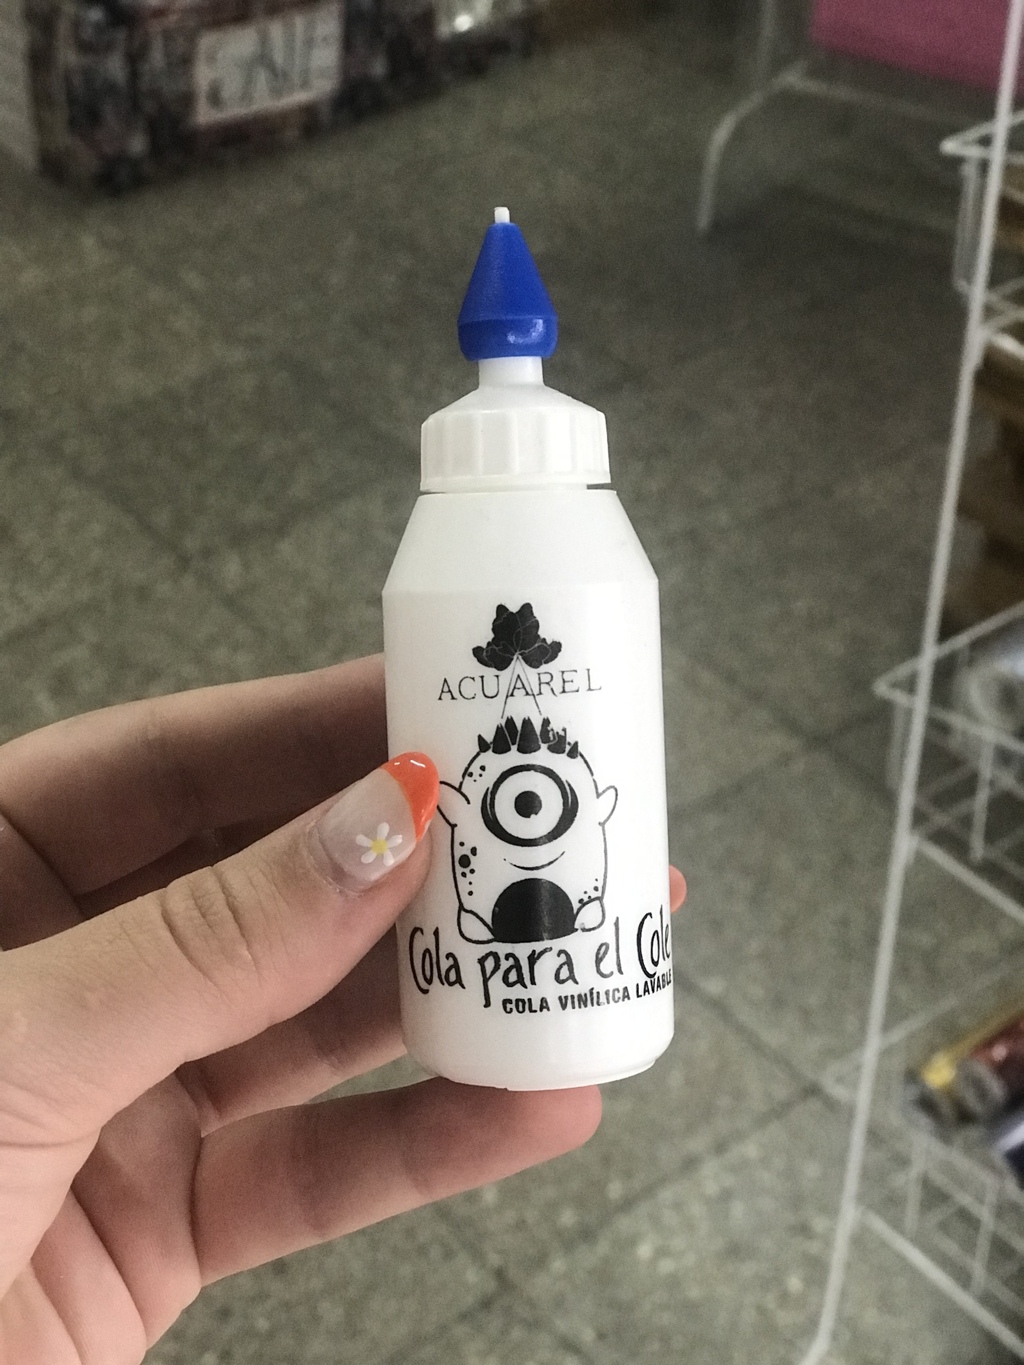 ACUAREL
Cola para el Cole
COLA VINÍLICA LAVABLE